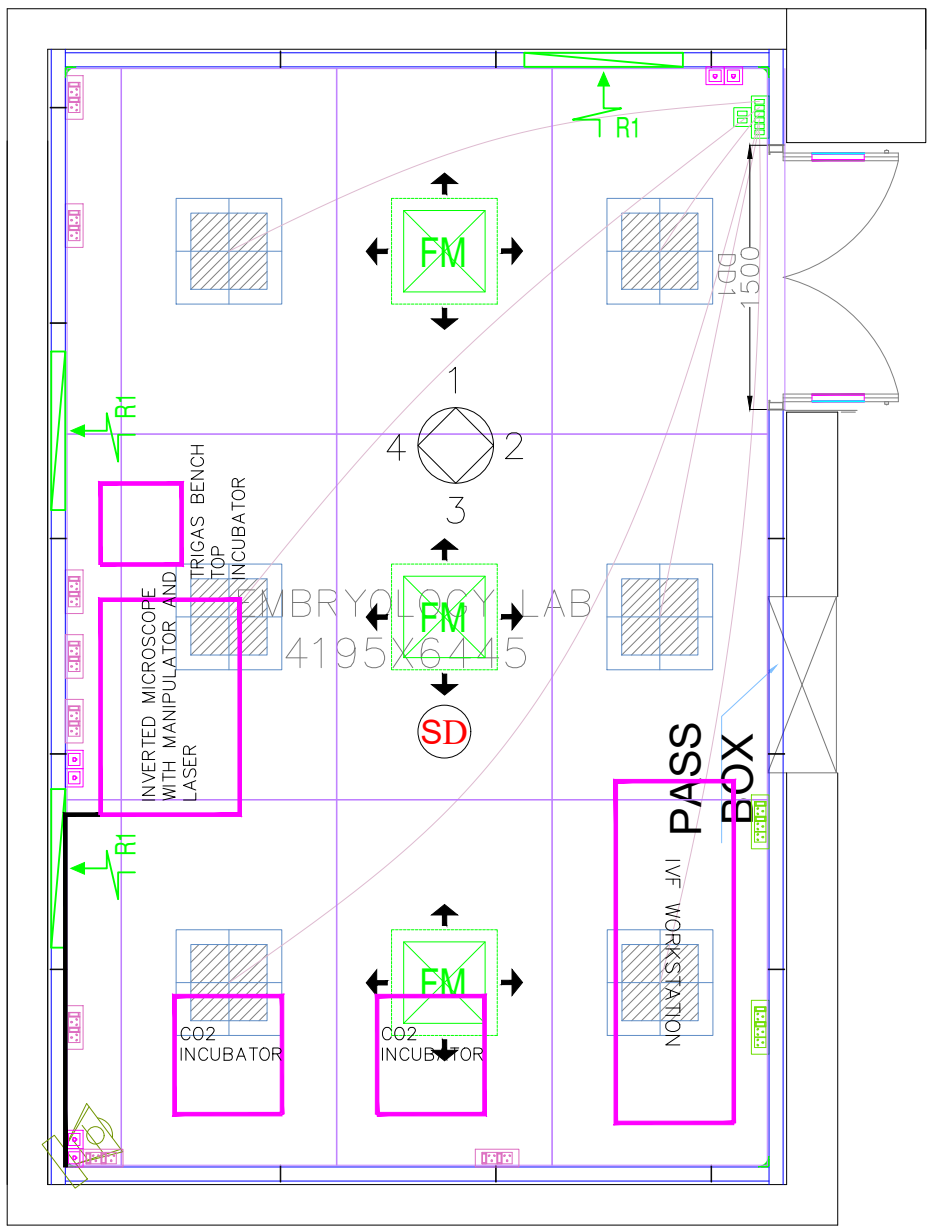 R1
FM
DD1
1500
1
4
2
3
R1
TRIGAS BENCH
TOP
INCUBATOR
INVERTED MICROSCOPE
WITH MANIPULATOR AND
LASER
EMBRYOLOGY LAB
4195X6445
FM
SD
PASS
BOX
R1
IVF WORKSTATION
FM
CO2
INCUBATOR
CO2
INCUBATOR